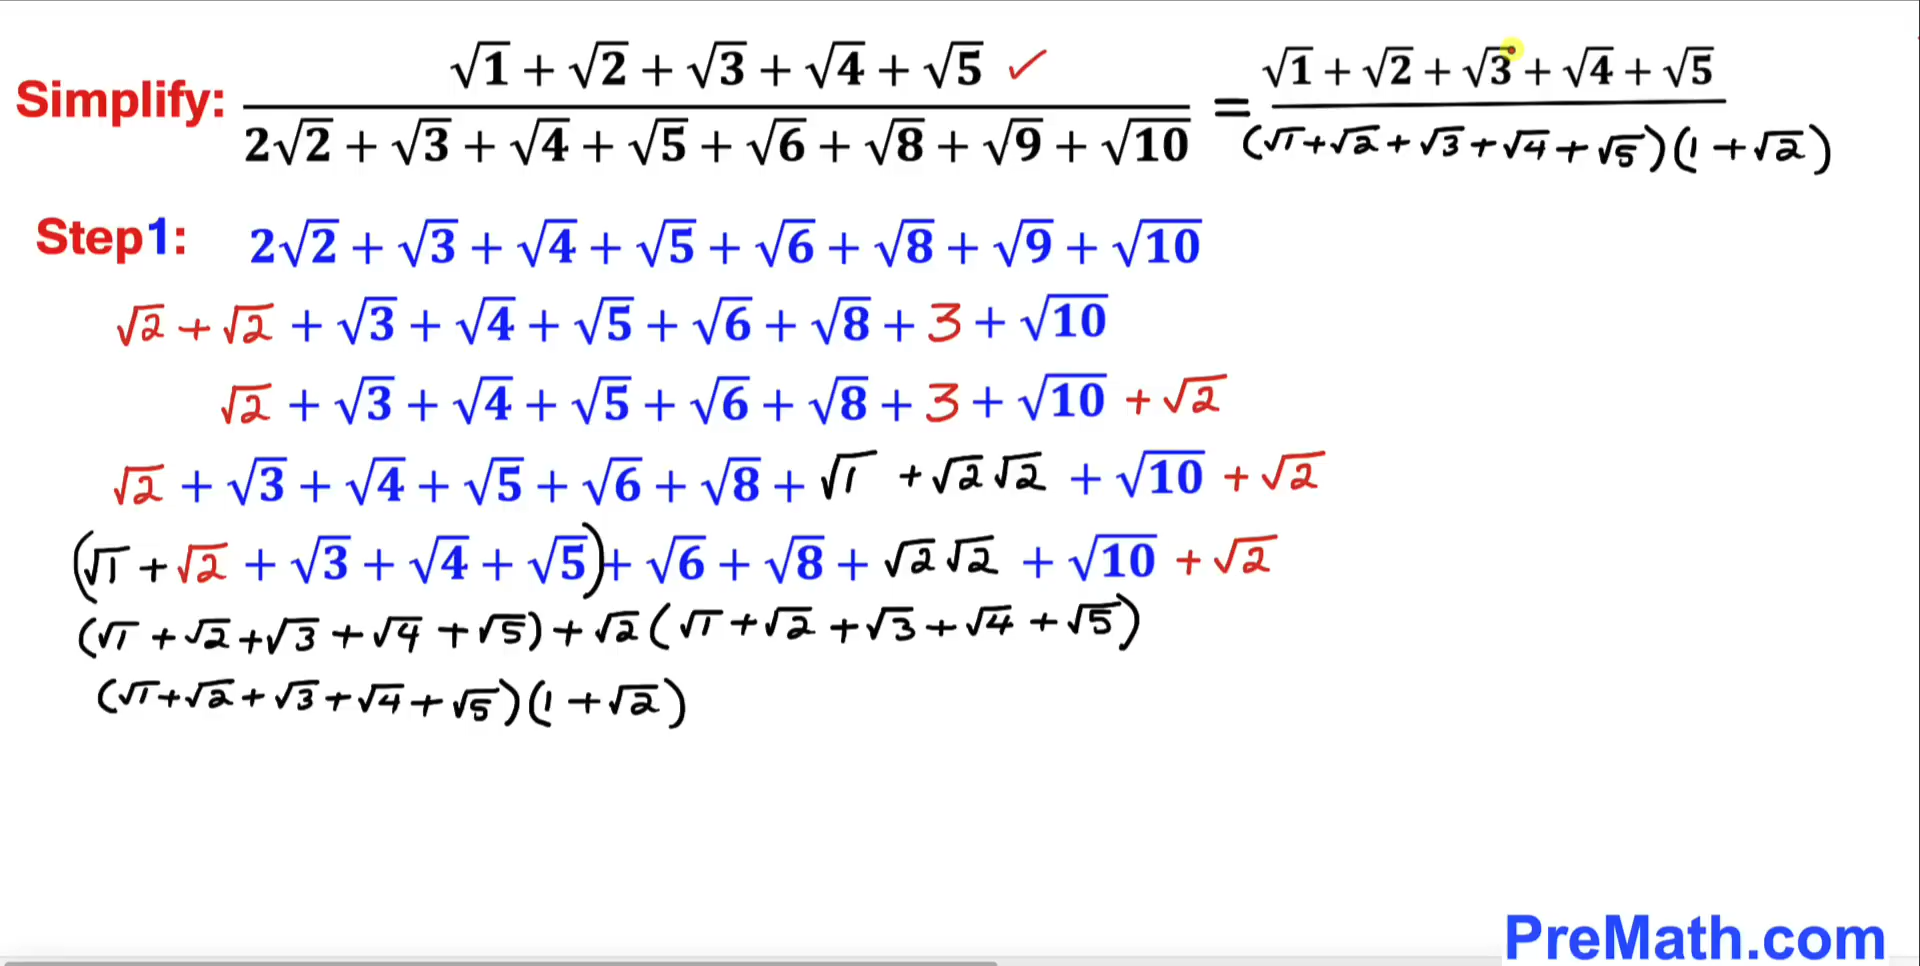 Simplify: (√1 + √2 + √3 + √4 + √5) / (2√2 + √3 + √4 + √5 + √6 + √8 + √9 + √10) ✓ = (√1 + √2 + √3 + √4 + √5) / ((√1 + √2 + √3 + √4 + √5)(1 + √2))
Step1: 2√2 + √3 + √4 + √5 + √6 + √8 + √9 + √10
√2 + √2 + √3 + √4 + √5 + √6 + √8 + 3 + √10
√2 + √3 + √4 + √5 + √6 + √8 + 3 + √10 + √2
√2 + √3 + √4 + √5 + √6 + √8 + √1 + √2 √2 + √10 + √2
(√1 + √2 + √3 + √4 + √5) + √6 + √8 + √2 √2 + √10 + √2
(√1 + √2 + √3 + √4 + √5) + √2 (√1 + √2 + √3 + √4 + √5)
(√1 + √2 + √3 + √4 + √5)(1 + √2)
PreMath.com